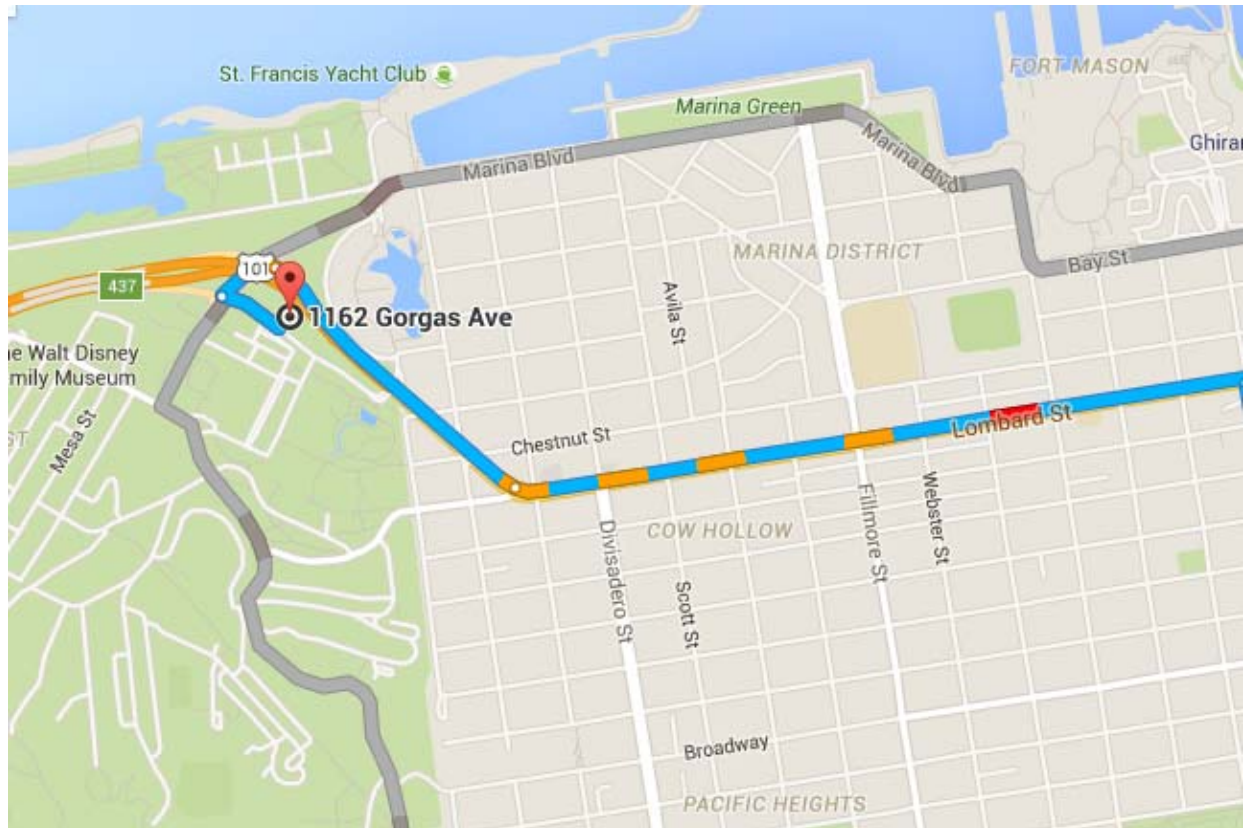 St. Francis Yacht Club
FORT MASON
Marina Green
Ghirar
Marina Blvd
Marina Blvd
MARINA DISTRICT
Bay St
101
437
Avila St
1162 Gorgas Ave
e Walt Disney
mily Museum
Mesa St
ST
Chestnut St
Lombard St
Webster St
Fillmore St
COW HOLLOW
Divisadero St
Scott St
Broadway
PACIFIC HEIGHTS